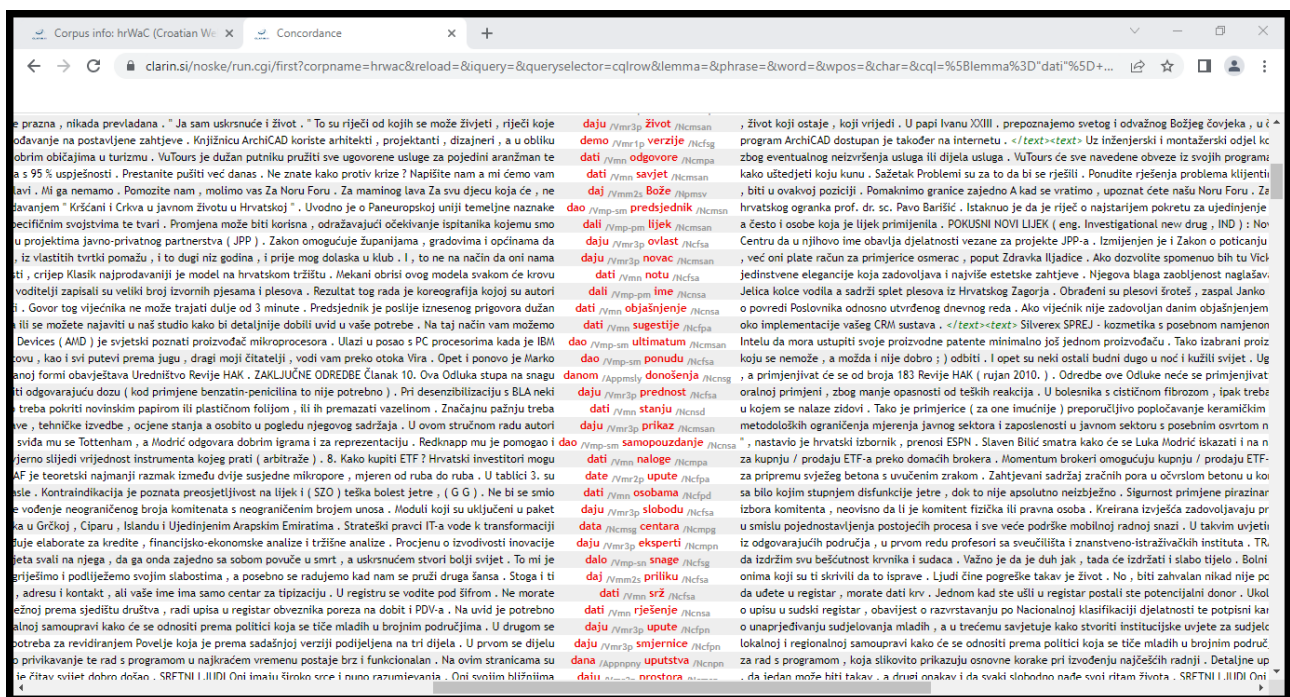 Corpus info: hrWaC (Croatian We
Concordance
clarin.si/noske/run.cgi/first?corpname=hrwac&reload=&iquery=&queryselector=cqlrow&lemma=&phrase=&word=&wpos=&char=&cql=%5Blemma%3D"dati"%5D+...
e prazna , nikada prevladana . " Ja sam uskrsnuće i život . " To su riječi od kojih se može živjeti , riječi koje daju /Vmr3p život /Ncmsan , život koji ostaje , koji vrijedi . U papi Ivanu XXIII . prepoznajemo svetog i odvažnog Božjeg čovjeka , u
ođavanje na postavljene zahtjeve . Knjižnicu ArchiCAD koriste arhitekti , projektanti , dizajneri , a u obliku demo /Vmr1p verzije /Ncfsg program ArchiCAD dostupan je također na internetu .